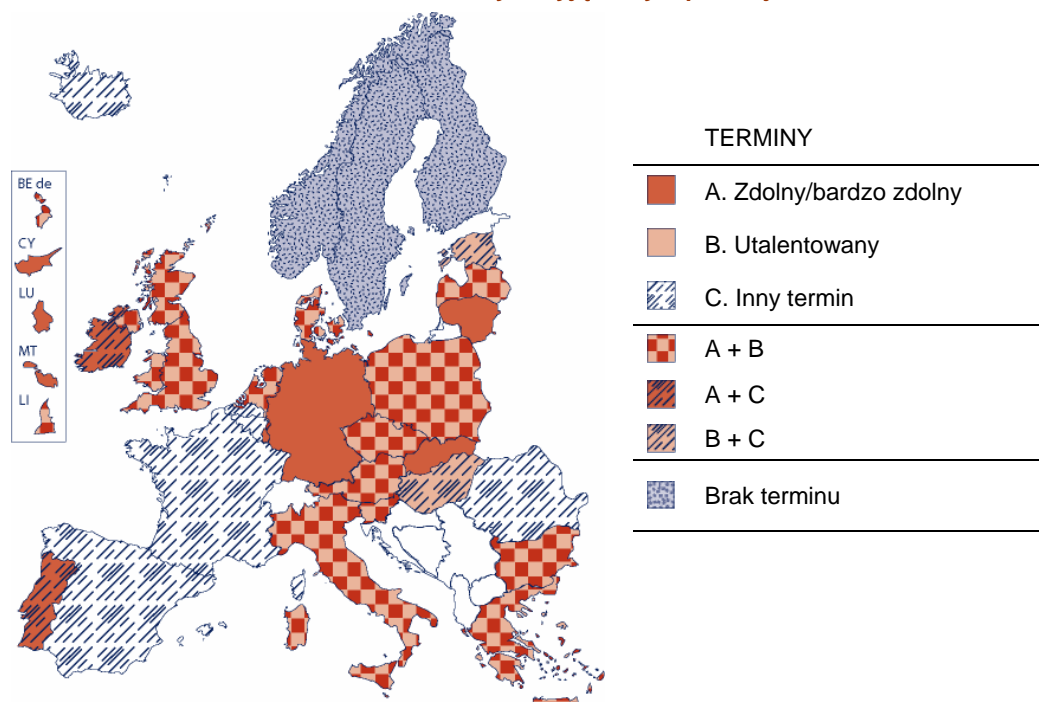 BE de
CY
LU
MT
LI
TERMINY
A. Zdolny/bardzo zdolny
B. Utalentowany
C. Inny termin
A + B
A + C
B + C
Brak terminu